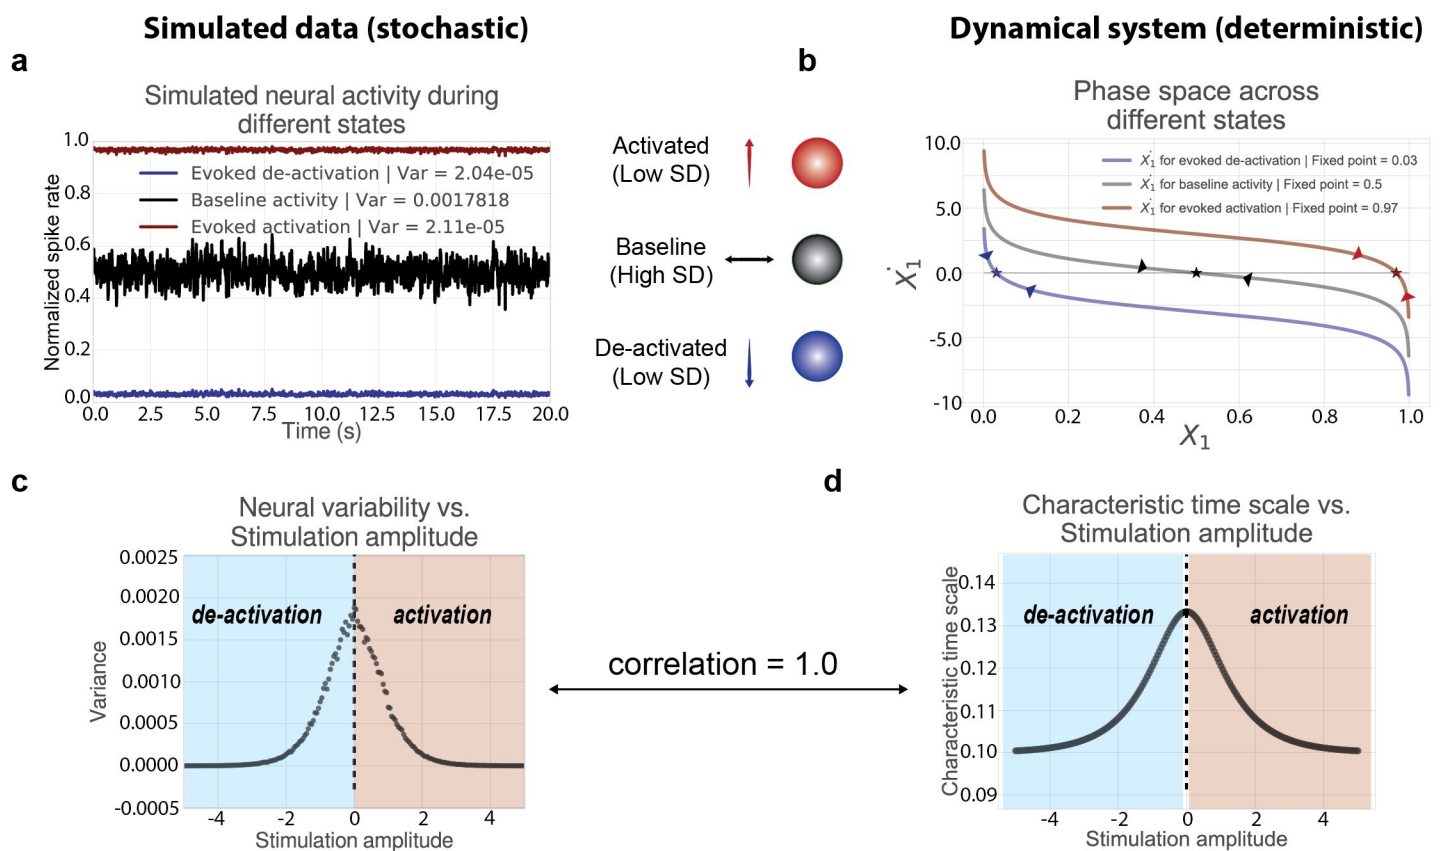 Simulated data (stochastic)
Dynamical system (deterministic)
a
Simulated neural activity during
different states
Normalized spike rate
1.0
0.8
0.6
0.4
0.2
0.0
Evoked de-activation | Var = 2.04e-05
Baseline activity | Var = 0.0017818
Evoked activation | Var = 2.11e-05
0.0 2.5 5.0 7.5 10.0 12.5 15.0 17.5 20.0
Time (s)
Activated
(Low SD)
Baseline
(High SD)
De-activated
(Low SD)
b
Phase space across
different states
Ẋ1
10.0
5.0
0.0
-5.0
-10
Ẋ1 for evoked de-activation | Fixed point = 0.03
Ẋ1 for baseline activity | Fixed point = 0.5
Ẋ1 for evoked activation | Fixed point = 0.97
0.0 0.2 0.4 0.6 0.8 1.0
X1
c
Neural variability vs.
Stimulation amplitude
Variance
0.0025
0.0020
0.0015
0.0010
0.0005
0.0000
-0.0005
de-activation
activation
-4 -2 0 2 4
Stimulation amplitude
correlation = 1.0
d
Characteristic time scale vs.
Stimulation amplitude
Characteristic time scale
0.14
0.13
0.12
0.11
0.10
0.09
de-activation
activation
-4 -2 0 2 4
Stimulation amplitude